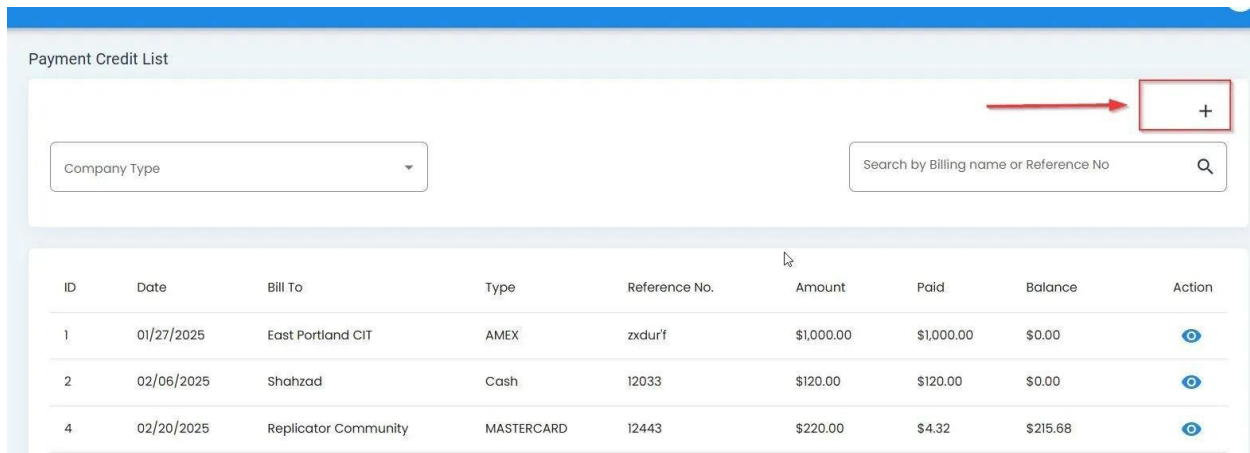 Payment Credit List
+
Company Type Search by Billing name or Reference No
ID Date Bill To Type Reference No. Amount Paid Balance Action
1 01/27/2025 East Portland CIT AMEX zxdur'f $1,000.00 $1,000.00 $0.00
2 02/06/2025 Shahzad Cash 12033 $120.00 $120.00 $0.00
4 02/20/2025 Replicator Community MASTERCARD 12443 $220.00 $4.32 $215.68